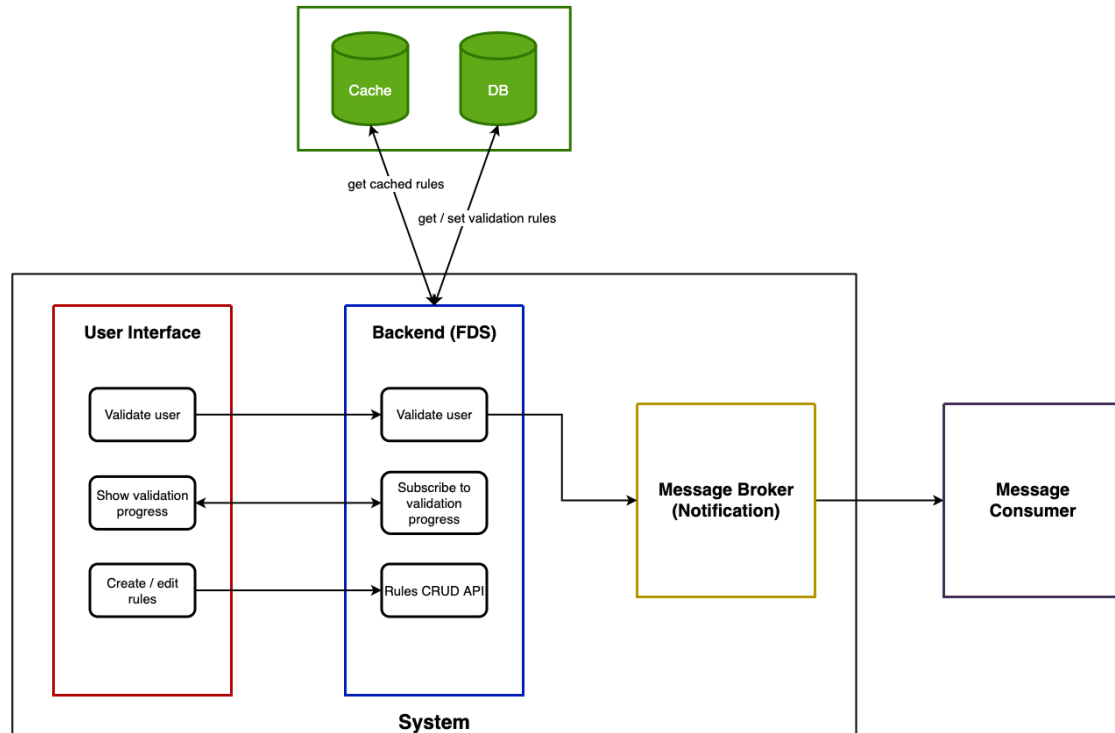 Cache
DB
get cached rules
get / set validation rules
User Interface
Backend (FDS)
Validate user
Validate user
Show validation
progress
Subscribe to
validation
progress
Message Broker
(Notification)
Message
Consumer
Create / edit
rules
Rules CRUD API
System